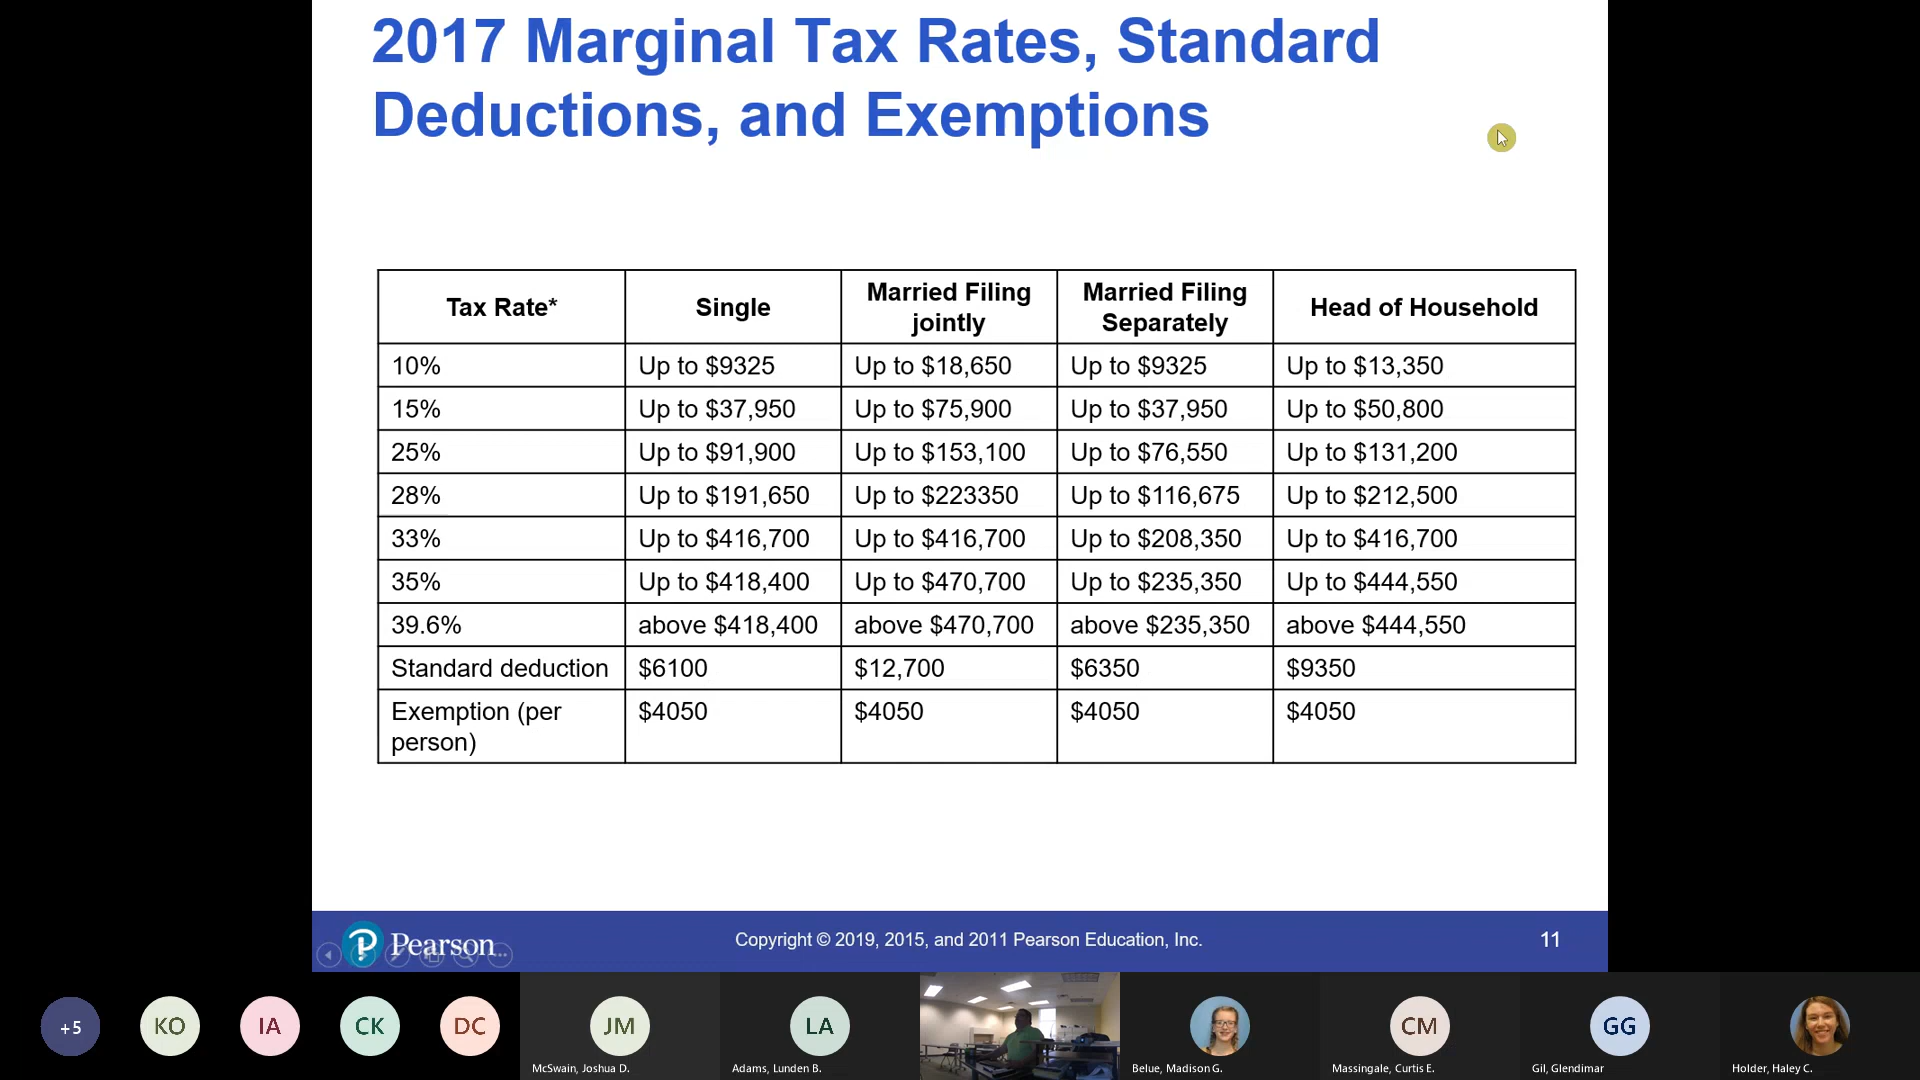 2017 Marginal Tax Rates, Standard
Deductions, and Exemptions
Tax Rate* Single Married Filing jointly Married Filing Separately Head of Household
10% Up to $9325 Up to $18,650 Up to $9325 Up to $13,350
15% Up to $37,950 Up to $75,900 Up to $37,950 Up to $50,800
25% Up to $91,900 Up to $153,100 Up to $76,550 Up to $131,200
28% Up to $191,650 Up to $223350 Up to $116,675 Up to $212,500
33% Up to $416,700 Up to $416,700 Up to $208,350 Up to $416,700
35% Up to $418,400 Up to $470,700 Up to $235,350 Up to $444,550
39.6% above $418,400 above $470,700 above $235,350 above $444,550
Standard deduction $6100 $12,700 $6350 $9350
Exemption (per person) $4050 $4050 $4050 $4050
Pearson Copyright © 2019, 2015, and 2011 Pearson Education, Inc. 11
+5 KO IA CK DC JM LA CM GG
McSwain, Joshua D. Adams, Lunden B. Belue, Madison G. Massingale, Curtis E. Gil, Glendimar Holder, Haley C.